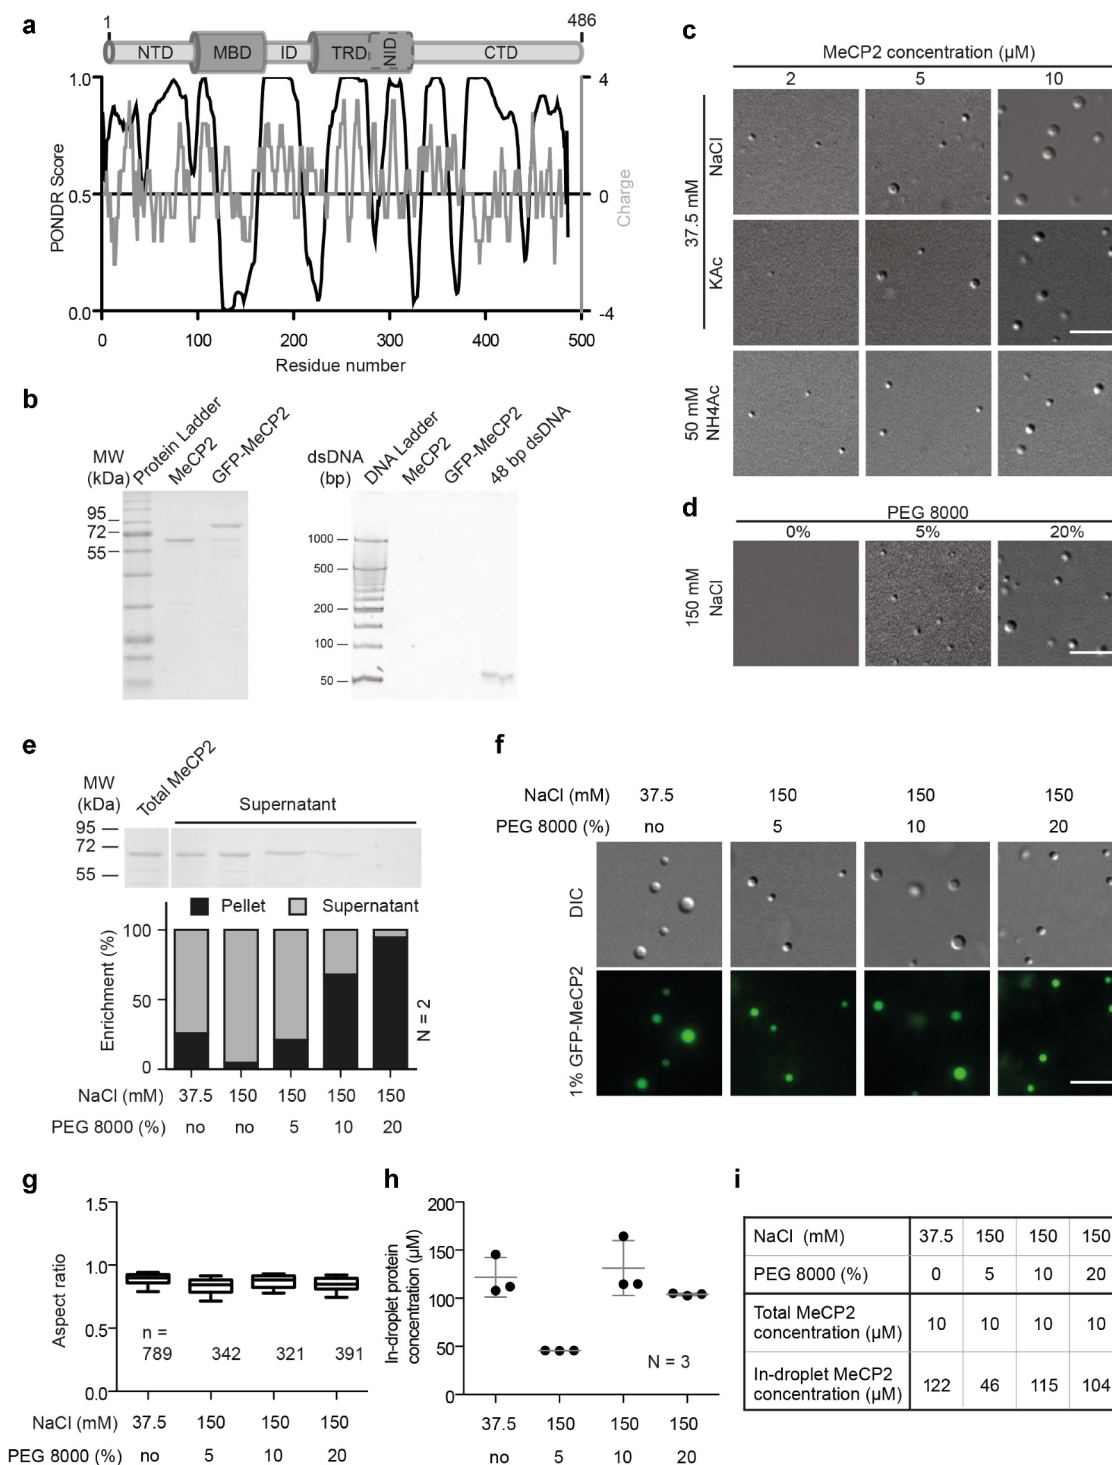 a
1
486
NTD
MBD
ID
TRD
NID
CTD
1.0
0.5
0.0
PONDR Score
4
0
-4
Charge
0
100
200
300
400
500
Residue number
b
MW
(kDa)
Protein Ladder
MeCP2
GFP-MeCP2
95
72
55
dsDNA
(bp)
DNA Ladder
MeCP2
GFP-MeCP2
48 bp dsDNA
1000
500
200
100
50
c
MeCP2 concentration (µM)
2
5
10
37.5 mM
NaCl
KAc
50 mM
NH4Ac
d
PEG 8000
0%
5%
20%
150 mM
NaCl
e
MW
(kDa)
Total MeCP2
Supernatant
95
72
55
Pellet
Supernatant
100
50
0
Enrichment (%)
N = 2
NaCl (mM) 37.5 150 150 150 150
PEG 8000 (%) no no 5 10 20
f
NaCl (mM) 37.5 150 150 150
PEG 8000 (%) no 5 10 20
DIC
1% GFP-MeCP2
g
1.5
1.0
0.5
0.0
Aspect ratio
n =
789 342 321 391
NaCl (mM) 37.5 150 150 150
PEG 8000 (%) no 5 10 20
h
200
150
100
50
0
In-droplet protein
concentration (µM)
N = 3
37.5 150 150 150
no 5 10 20
i
NaCl (mM) 37.5 150 150 150
PEG 8000 (%) 0 5 10 20
Total MeCP2
concentration (µM) 10 10 10 10
In-droplet MeCP2
concentration (µM) 122 46 115 104